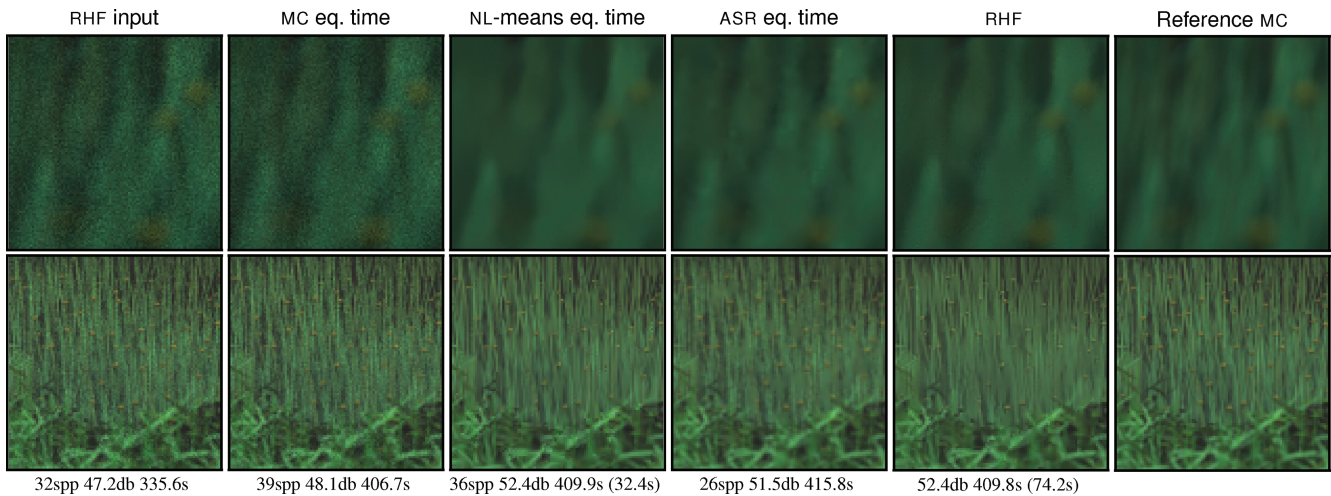 RHF input MC eq. time NL-means eq. time ASR eq. time RHF Reference MC
32spp 47.2db 335.6s 39spp 48.1db 406.7s 36spp 52.4db 409.9s (32.4s) 26spp 51.5db 415.8s 52.4db 409.8s (74.2s)